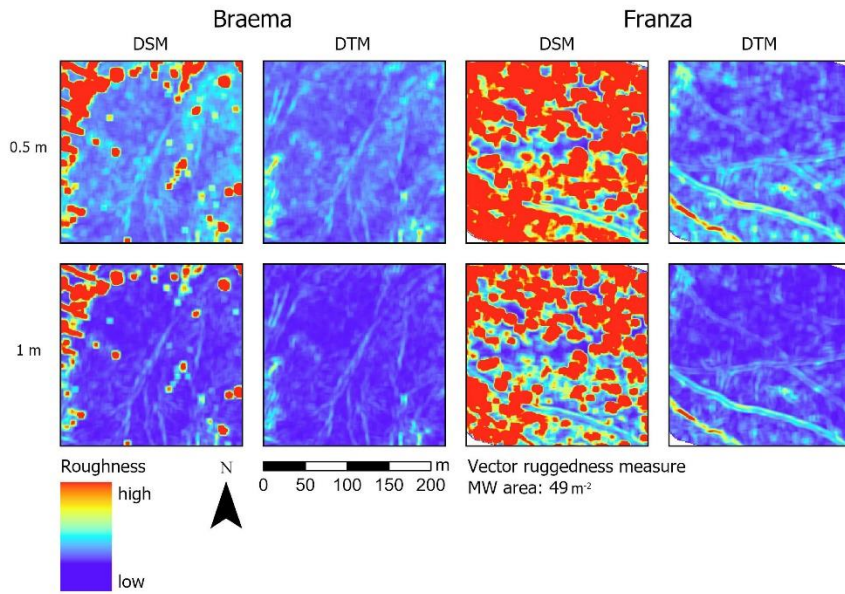 Braema Franza
DSM DTM DSM DTM
0.5 m
1 m
Roughness
high
low
N
m
0 50 100 150 200
Vector ruggedness measure
MW area: 49 m⁻²